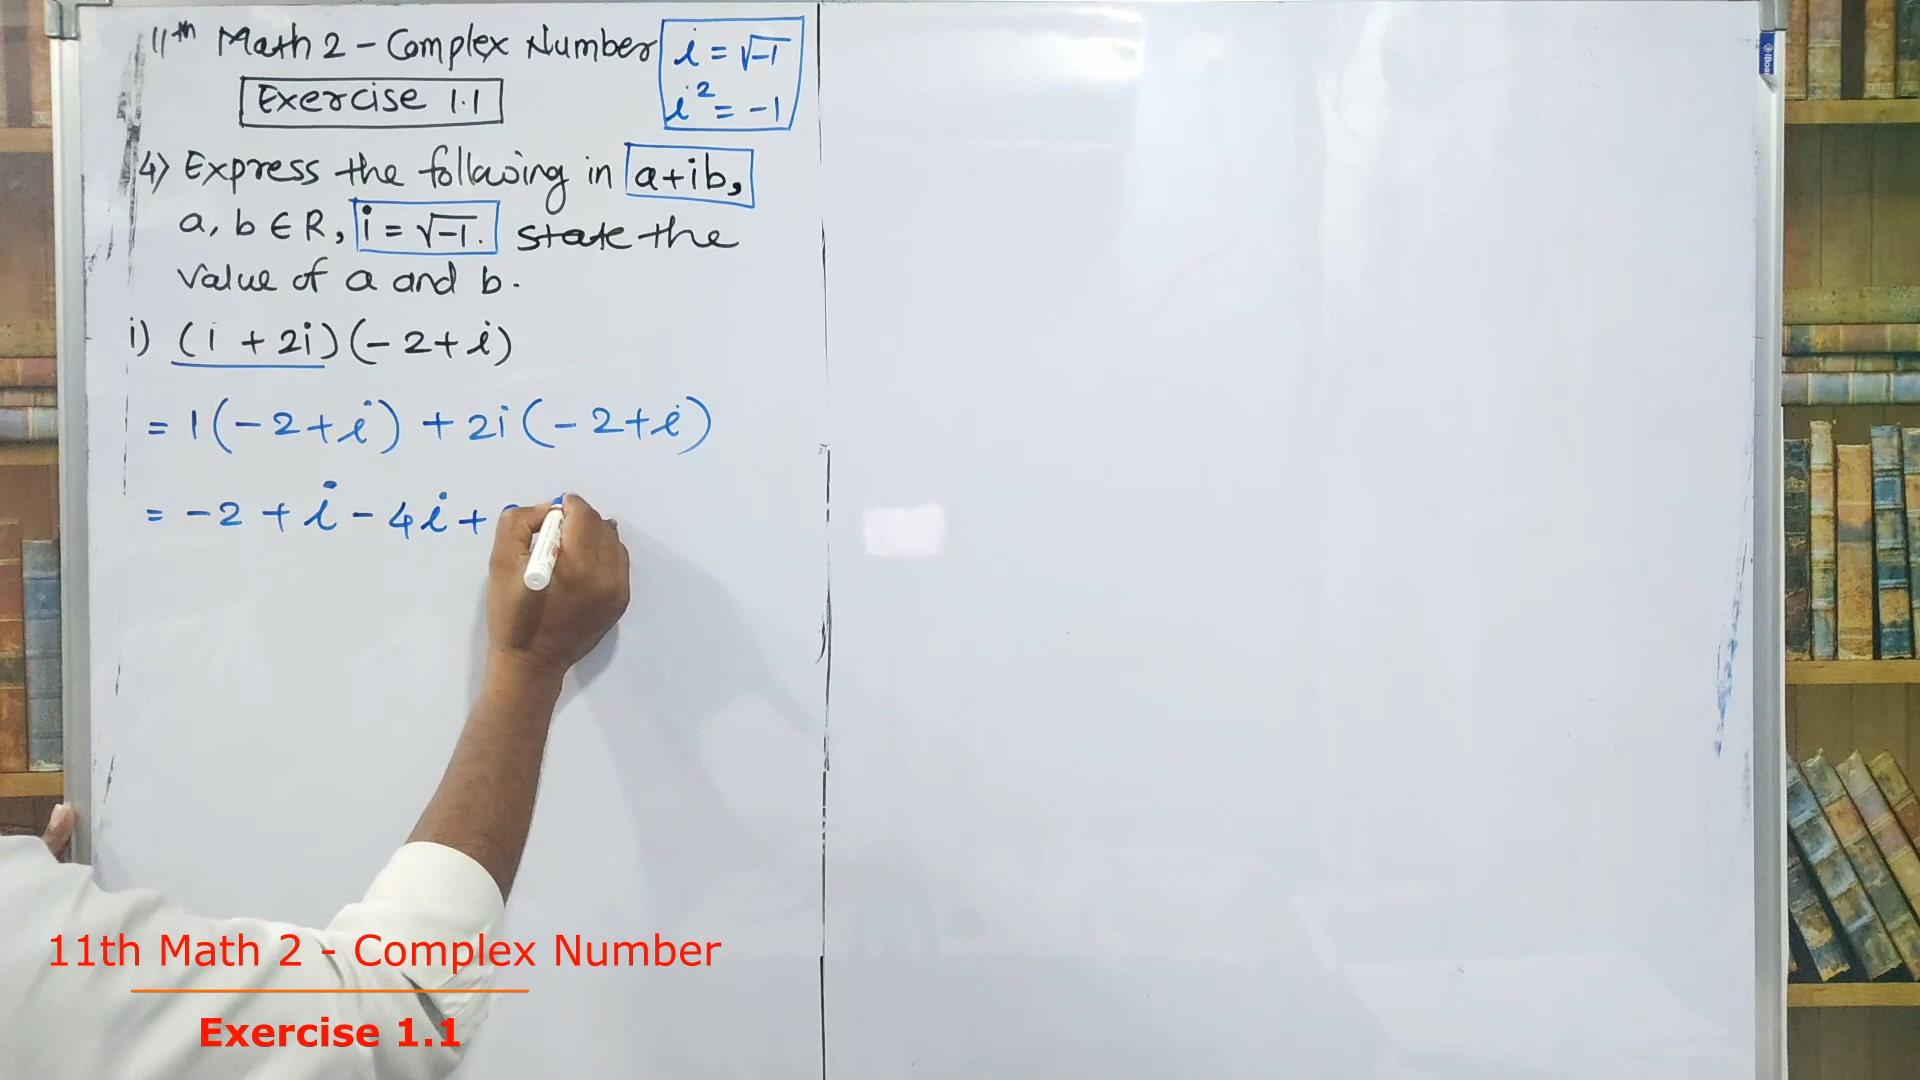 11th Math 2 - Complex Number
Exercise 1.1
i = √-1
i² = -1
4) Express the following in a+ib,
a, b ∈ R, i = √-1. state the
value of a and b.
i) (1 + 2i)(-2+i)
= 1(-2+i) + 2i(-2+i)
= -2 + i - 4i +
11th Math 2 - Complex Number
Exercise 1.1